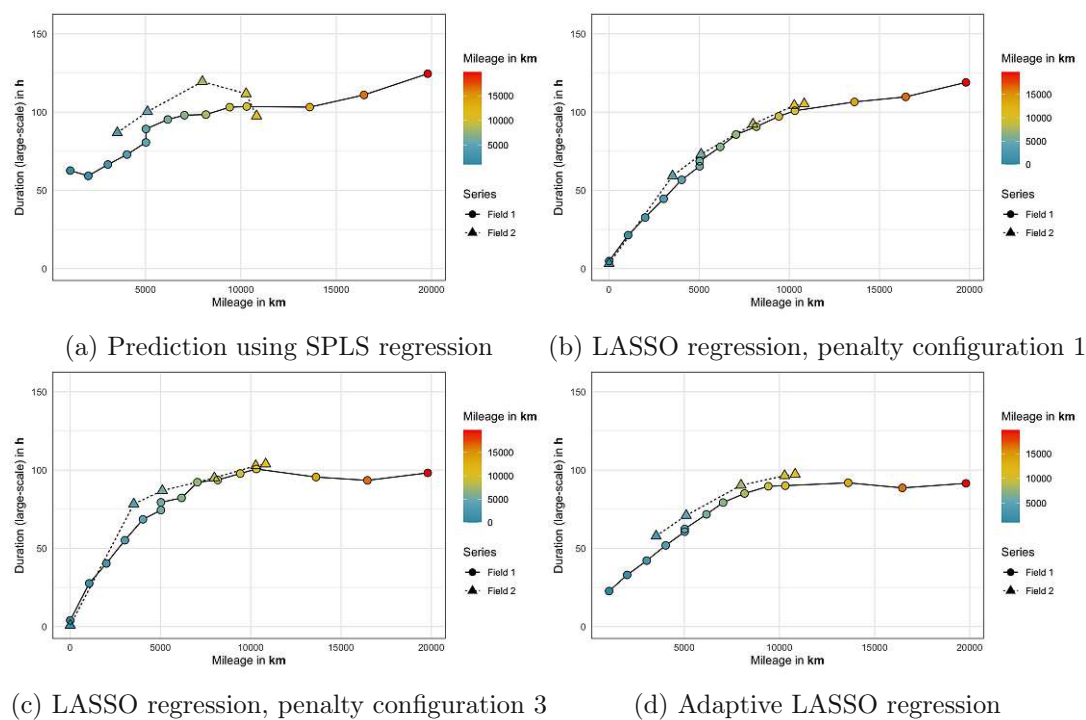 150
100
50
0
Duration (large-scale) in h
5000
10000
15000
20000
Mileage in km
Mileage in km
15000
10000
5000
Series
Field 1
Field 2
(a) Prediction using SPLS regression
150
100
50
0
Duration (large-scale) in h
0
5000
10000
15000
20000
Mileage in km
Mileage in km
15000
10000
5000
0
Series
Field 1
Field 2
(b) LASSO regression, penalty configuration 1
150
100
50
0
Duration (large-scale) in h
0
5000
10000
15000
20000
Mileage in km
Mileage in km
15000
10000
5000
0
Series
Field 1
Field 2
(c) LASSO regression, penalty configuration 3
150
100
50
0
Duration (large-scale) in h
5000
10000
15000
20000
Mileage in km
Mileage in km
15000
10000
5000
Series
Field 1
Field 2
(d) Adaptive LASSO regression